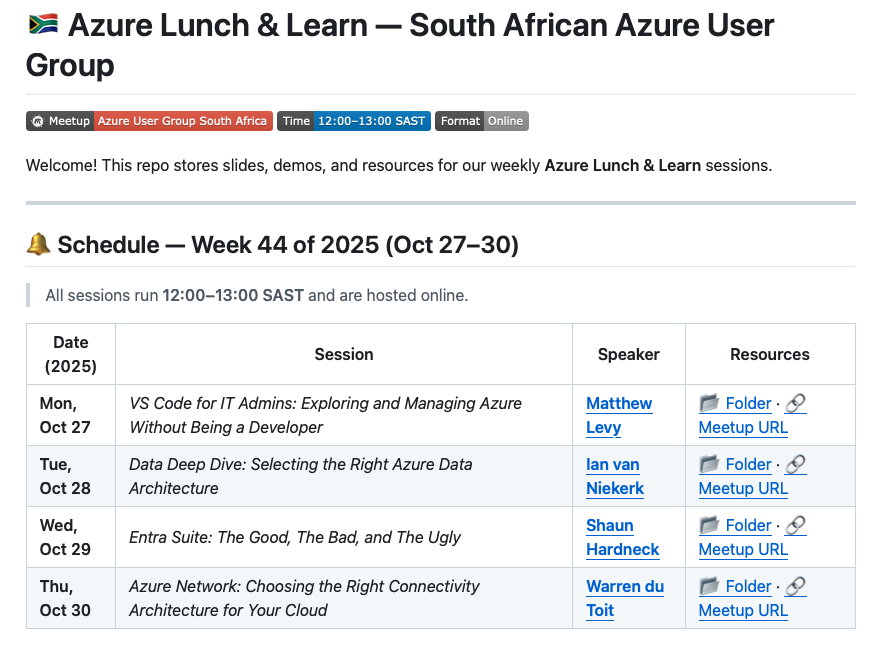 🇿🇦 Azure Lunch & Learn — South African Azure User
Group
Meetup Azure User Group South Africa Time 12:00–13:00 SAST Format Online
Welcome! This repo stores slides, demos, and resources for our weekly Azure Lunch & Learn sessions.
🔔 Schedule — Week 44 of 2025 (Oct 27–30)
All sessions run 12:00–13:00 SAST and are hosted online.
Date
(2025)
Session
Speaker
Resources
Mon,
Oct 27
VS Code for IT Admins: Exploring and Managing Azure
Without Being a Developer
Matthew
Levy
📁 Folder · 🔗
Meetup URL
Tue,
Oct 28
Data Deep Dive: Selecting the Right Azure Data
Architecture
Ian van
Niekerk
📁 Folder · 🔗
Meetup URL
Wed,
Oct 29
Entra Suite: The Good, The Bad, and The Ugly
Shaun
Hardneck
📁 Folder · 🔗
Meetup URL
Thu,
Oct 30
Azure Network: Choosing the Right Connectivity
Architecture for Your Cloud
Warren du
Toit
📁 Folder · 🔗
Meetup URL